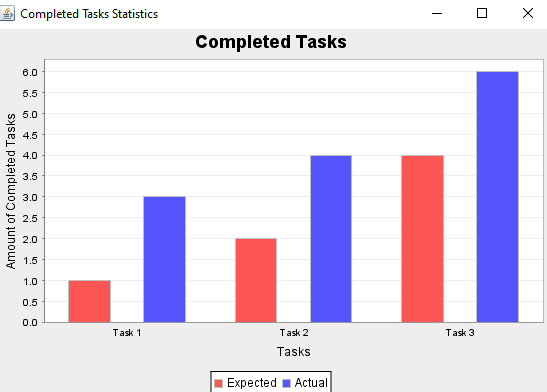 Completed Tasks Statistics
Completed Tasks
Amount of Completed Tasks
6.0
5.5
5.0
4.5
4.0
3.5
3.0
2.5
2.0
1.5
1.0
0.5
0.0
Task 1 Task 2 Task 3
Tasks
Expected Actual